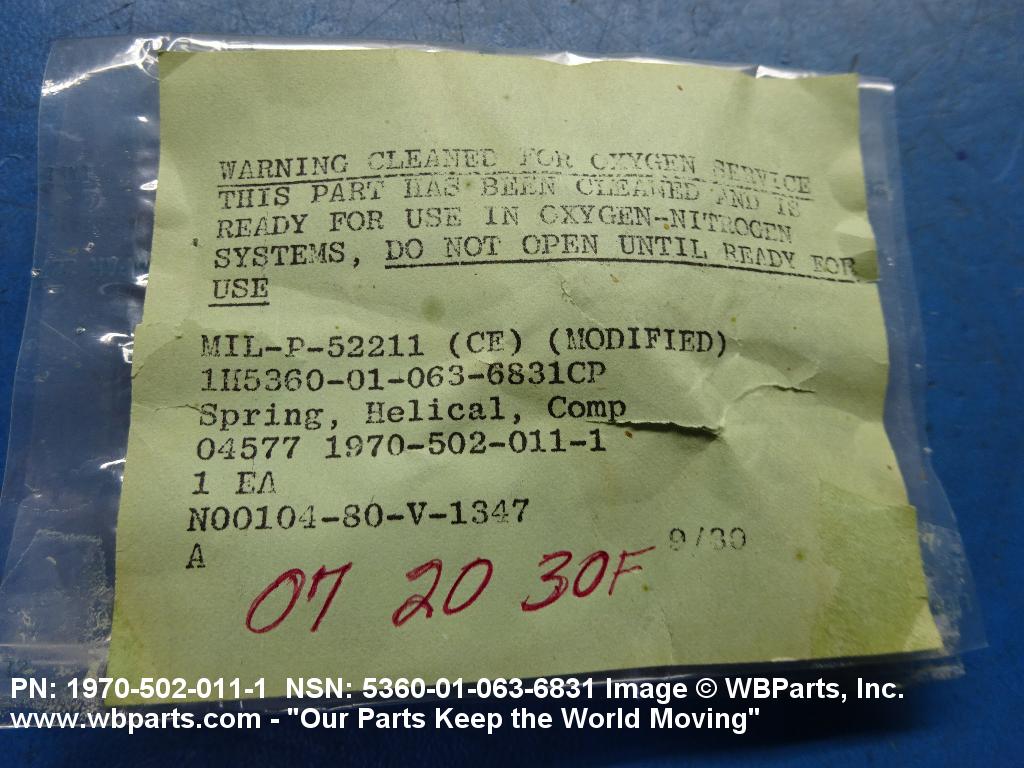 WARNING CLEANED FOR OXYGEN SERVICE
THIS PART HAS BEEN CLEANED AND IS
READY FOR USE IN OXYGEN-NITROGEN
SYSTEMS, DO NOT OPEN UNTIL READY FOR
USE
MIL-P-52211 (CE) (MODIFIED)
1H5360-01-063-6831CP
Spring, Helical, Comp
04577 1970-502-011-1
1 EA
N00104-80-V-1347
A 9/80
07 20 30F
PN: 1970-502-011-1 NSN: 5360-01-063-6831 Image © WBParts, Inc.
www.wbparts.com - "Our Parts Keep the World Moving"